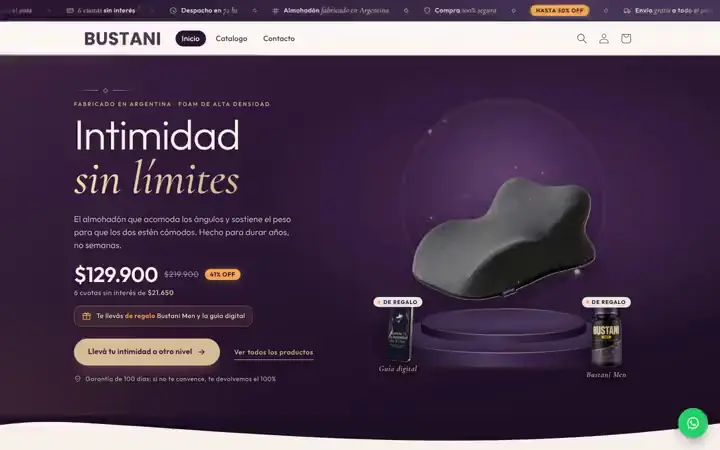 6 cuotas sin interés
Despacho en 72 hs
Almohadón fabricado en Argentina
Compra 100% segura
HASTA 50% OFF
Envío gratis a todo el país
BUSTANI
Inicio
Catalogo
Contacto
FABRICADO EN ARGENTINA · FOAM DE ALTA DENSIDAD
Intimidad
sin límites
El almohadón que acomoda los ángulos y sostiene el peso
para que los dos estén cómodos. Hecho para durar años,
no semanas.
$129.900 $219.900 41% OFF
6 cuotas sin interés de $21.650
Te llevás de regalo Bustani Men y la guía digital
Llevá tu intimidad a otro nivel →
Ver todos los productos
Garantía de 100 días: si no te convence, te devolvemos el 100%
DE REGALO
DE REGALO
BUSTANI
Guía digital
Bustani Men